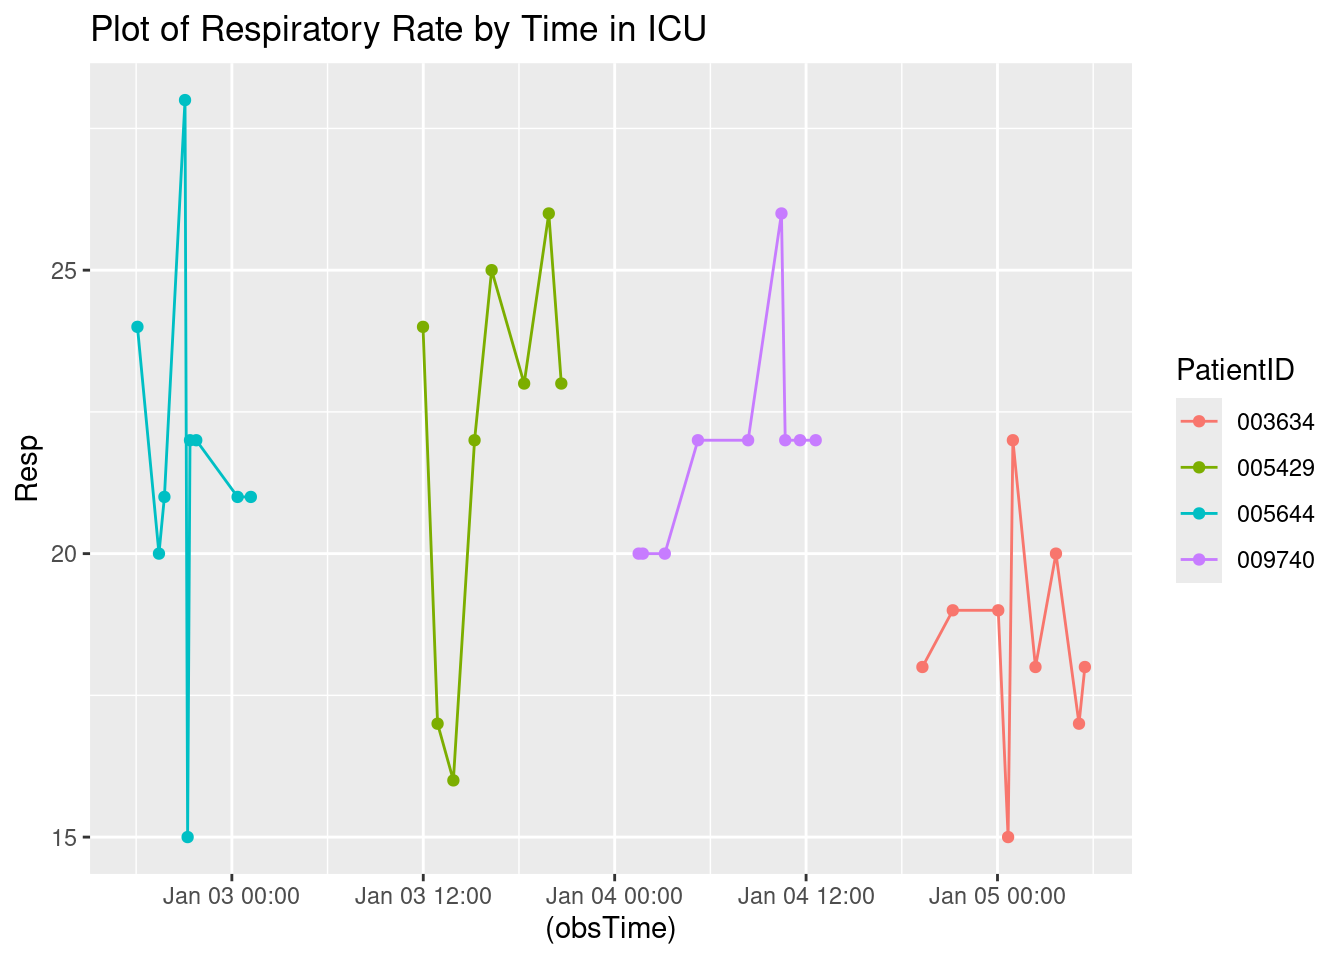 Plot of Respiratory Rate by Time in ICU
Resp
25
20
15
Jan 03 00:00
Jan 03 12:00
Jan 04 00:00
Jan 04 12:00
Jan 05 00:00
(obsTime)
PatientID
003634
005429
005644
009740